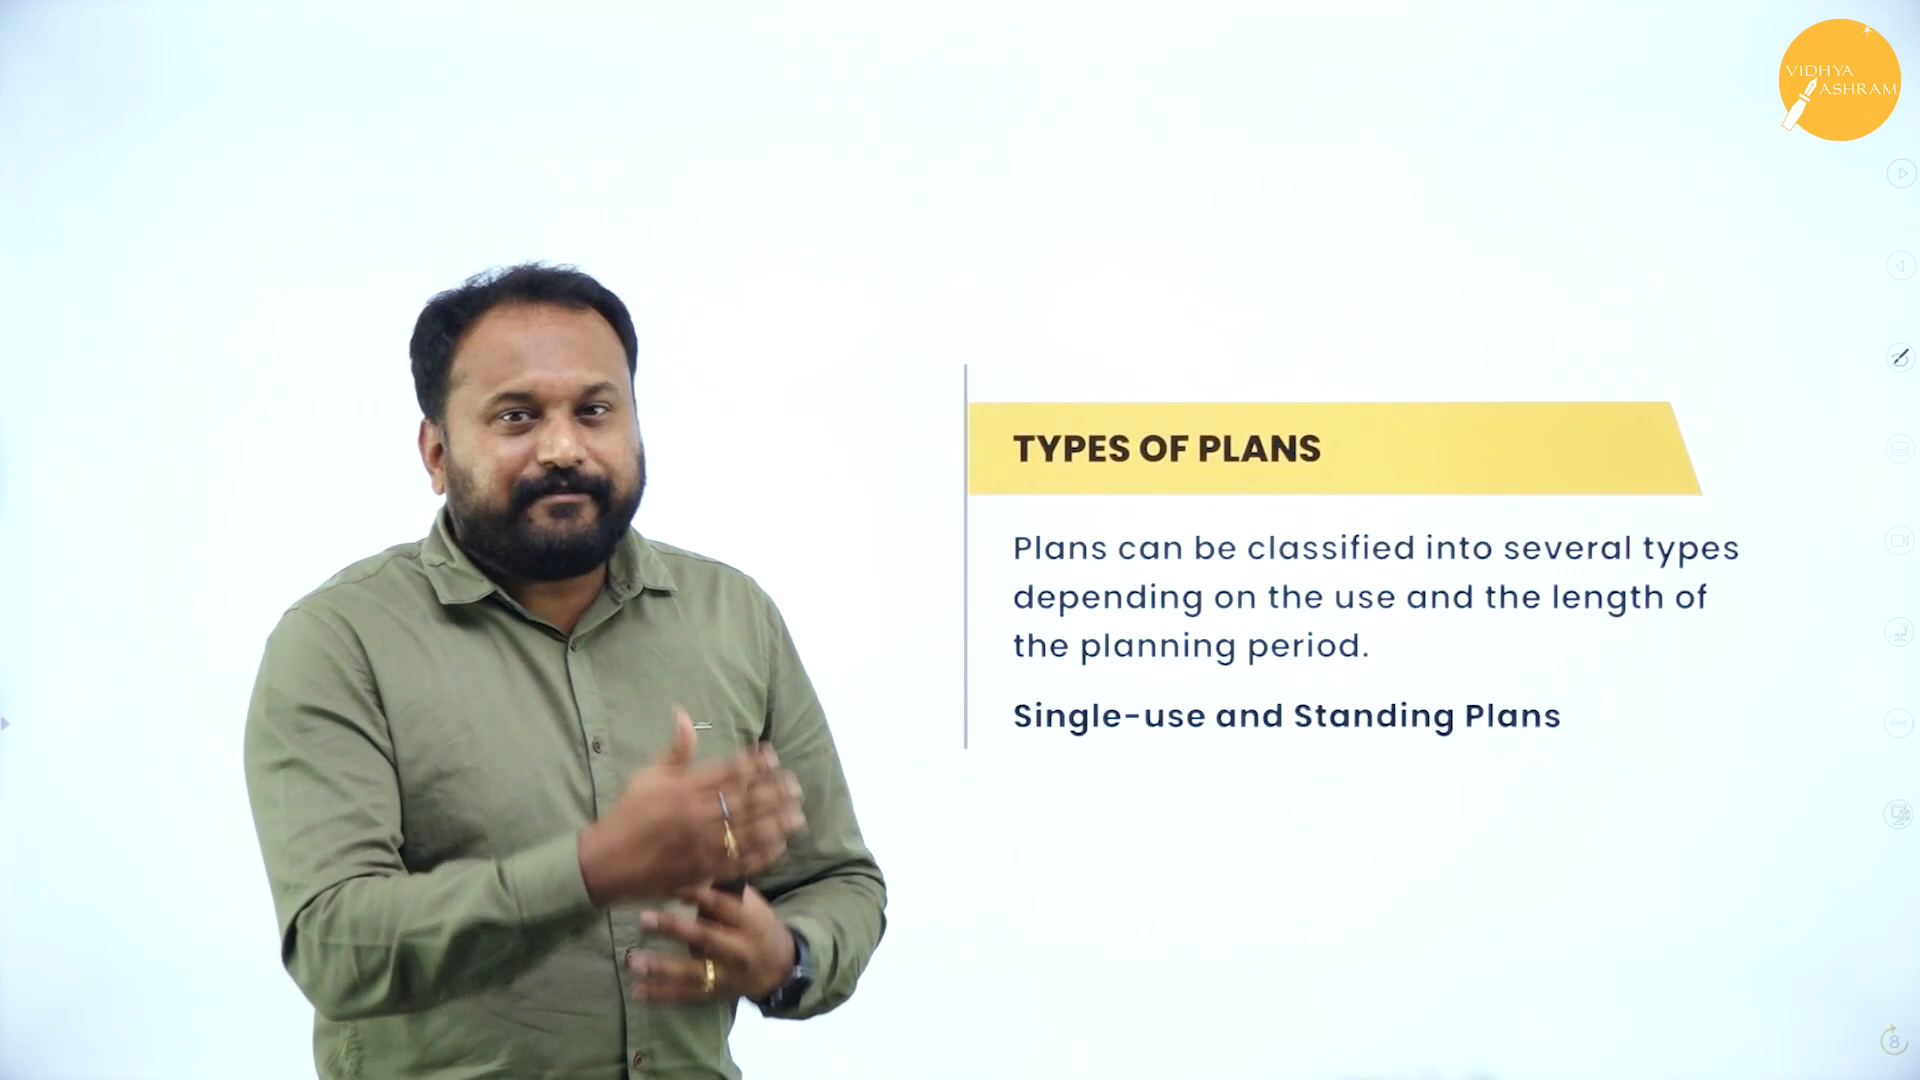 VIDHYA
ASHRAM
TYPES OF PLANS
Plans can be classified into several types
depending on the use and the length of
the planning period.
Single-use and Standing Plans
8